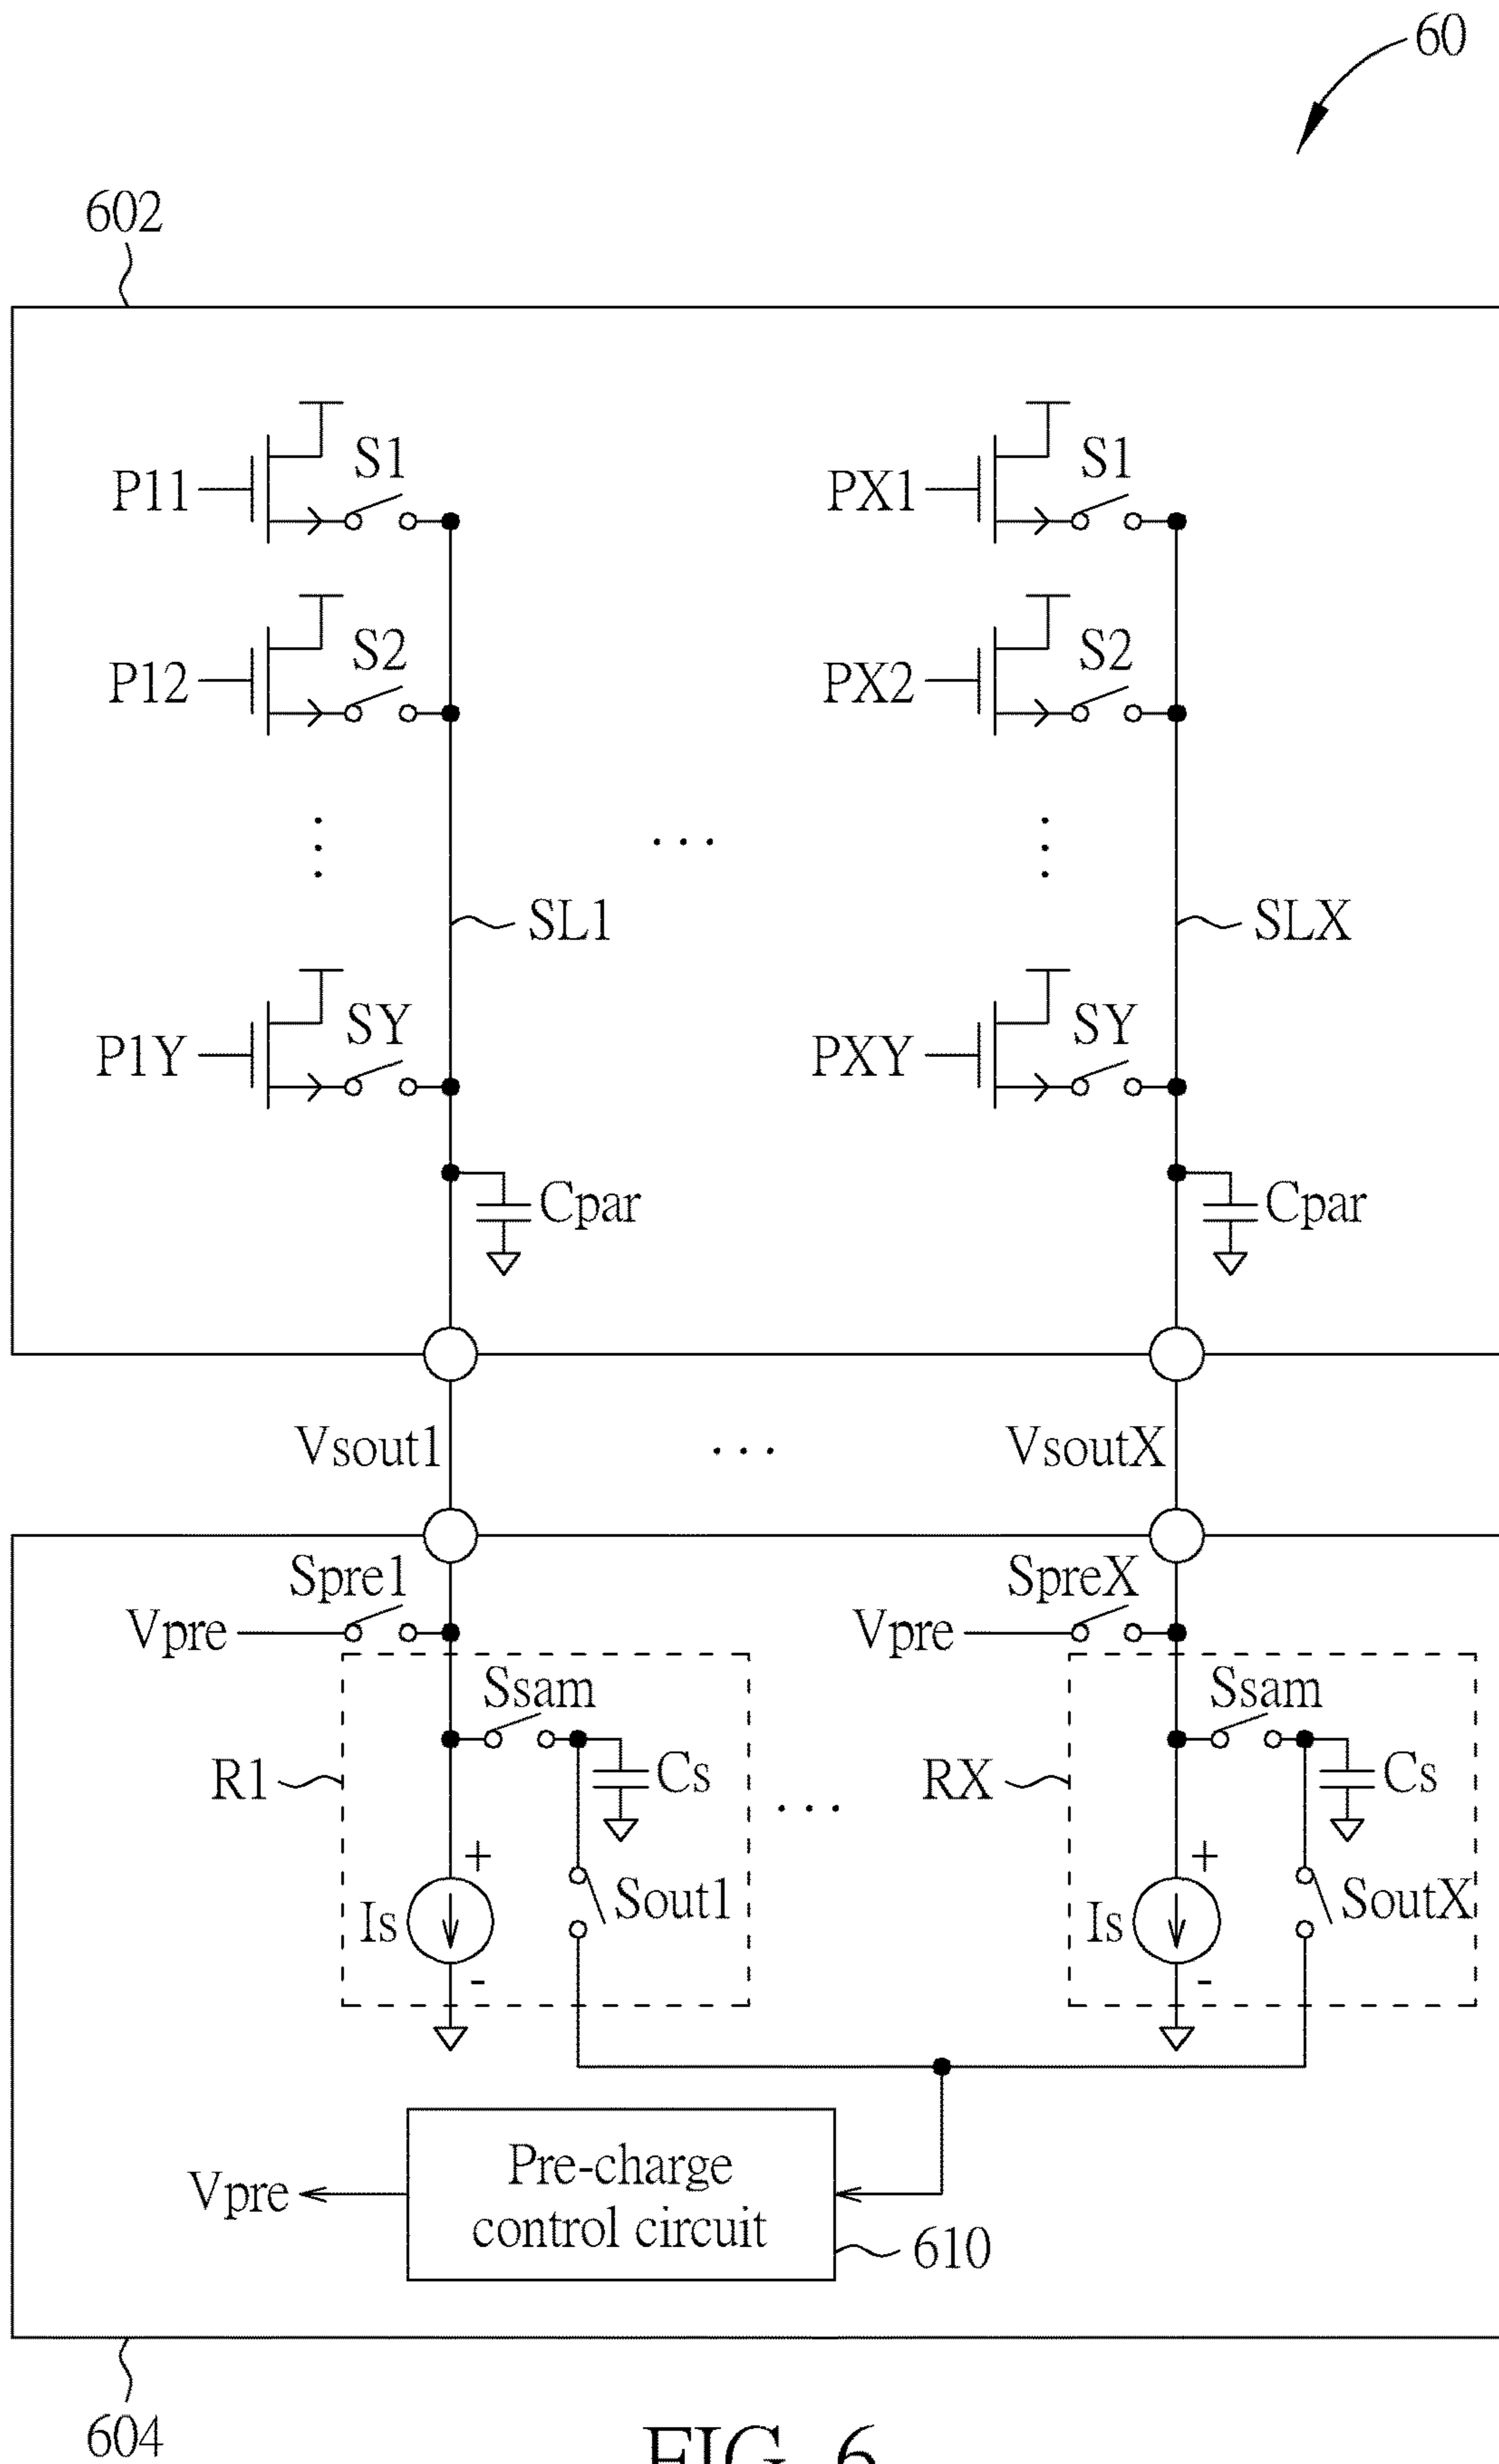 60
602
P11 S1 PX1 S1
P12 S2 PX2 S2
SL1 SLX
P1Y SY PXY SY
Cpar Cpar
Vsout1 VsoutX
Spre1 SpreX
Vpre Vpre
Ssam Ssam
R1 Cs RX Cs
Is Sout1 Is SoutX
Pre-charge
control circuit
Vpre
610
604
FIG. 6